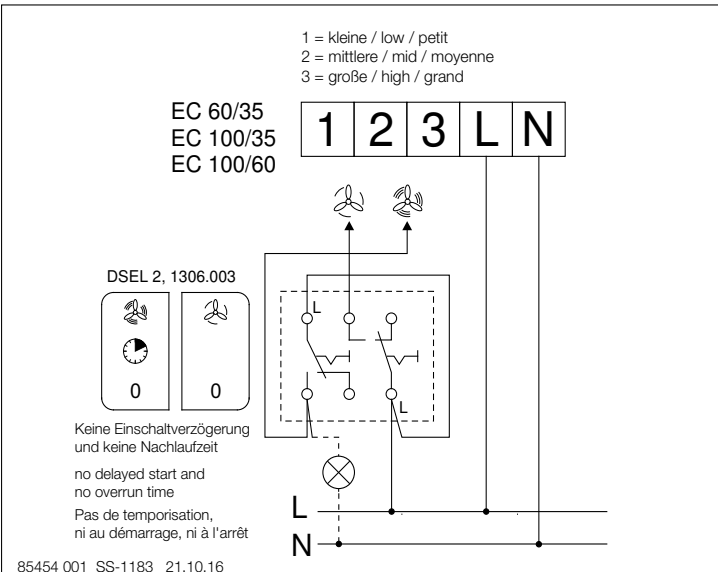 1 = kleine / low / petit
2 = mittlere / mid / moyenne
3 = große / high / grand
EC 60/35
EC 100/35
EC 100/60
1 2 3 L N
DSEL 2, 1306.003
L
0 0
L
Keine Einschaltverzögerung
und keine Nachlaufzeit
no delayed start and
no overrun time
Pas de temporisation,
ni au démarrage, ni à l'arrêt
L
N
85454 001 SS-1183 21.10.16